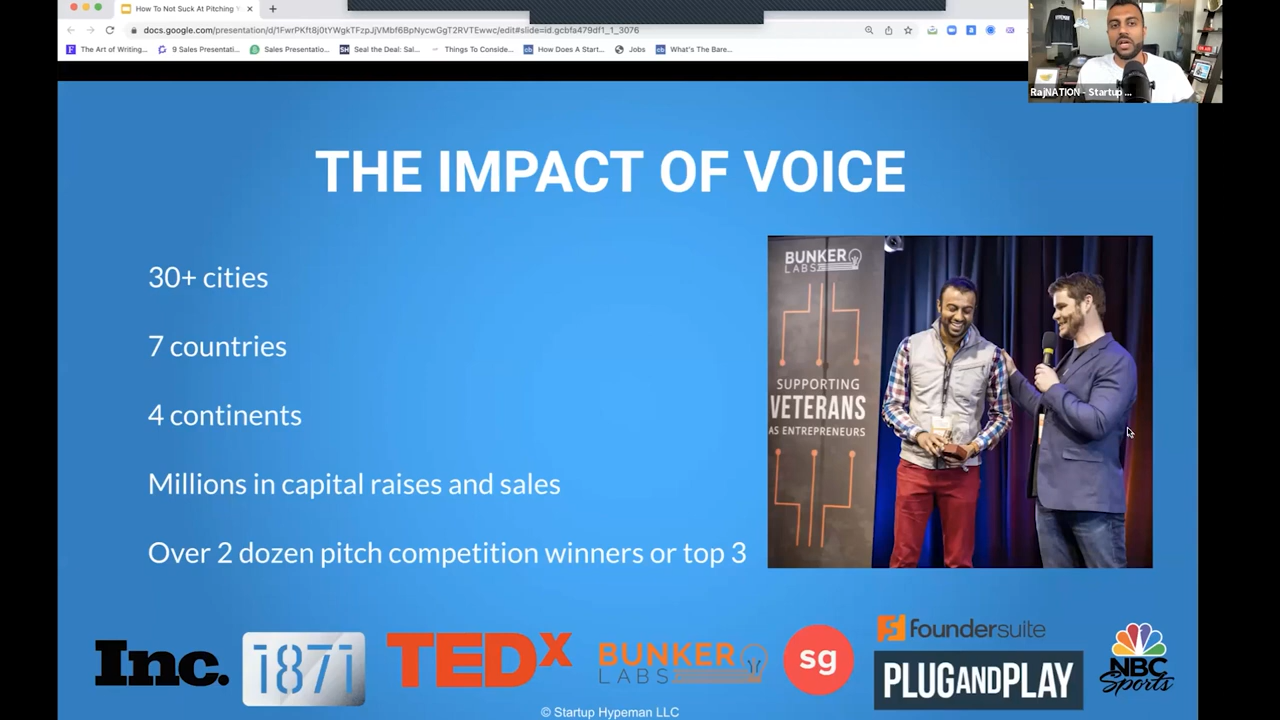 How To Not Suck At Pitching
docs.google.com/presentation/d/1FwrPKft8j0tYWgkTFzpJjVMbf6BpNycwGgT2RVTEwwc/edit#slide=id.gcbfa479df1_1_3076
The Art of Writing...
9 Sales Presentati...
Sales Presentatio...
Seal the Deal: Sal...
Things To Conside...
How Does A Start...
Jobs
What's The Bare...
HYPEMAN
RajNATION - Startup ...
THE IMPACT OF VOICE
30+ cities
7 countries
4 continents
Millions in capital raises and sales
Over 2 dozen pitch competition winners or top 3
BUNKER
LABS
SUPPORTING
VETERANS
AS ENTREPRENEURS
Inc.
1871
TEDx
BUNKER
LABS
sg
foundersuite
PLUGANDPLAY
NBC
Sports
© Startup Hypeman LLC